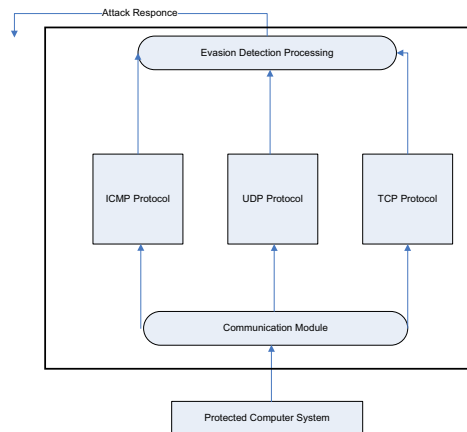 Attack Responce
Evasion Detection Processing
ICMP Protocol
UDP Protocol
TCP Protocol
Communication Module
Protected Computer System